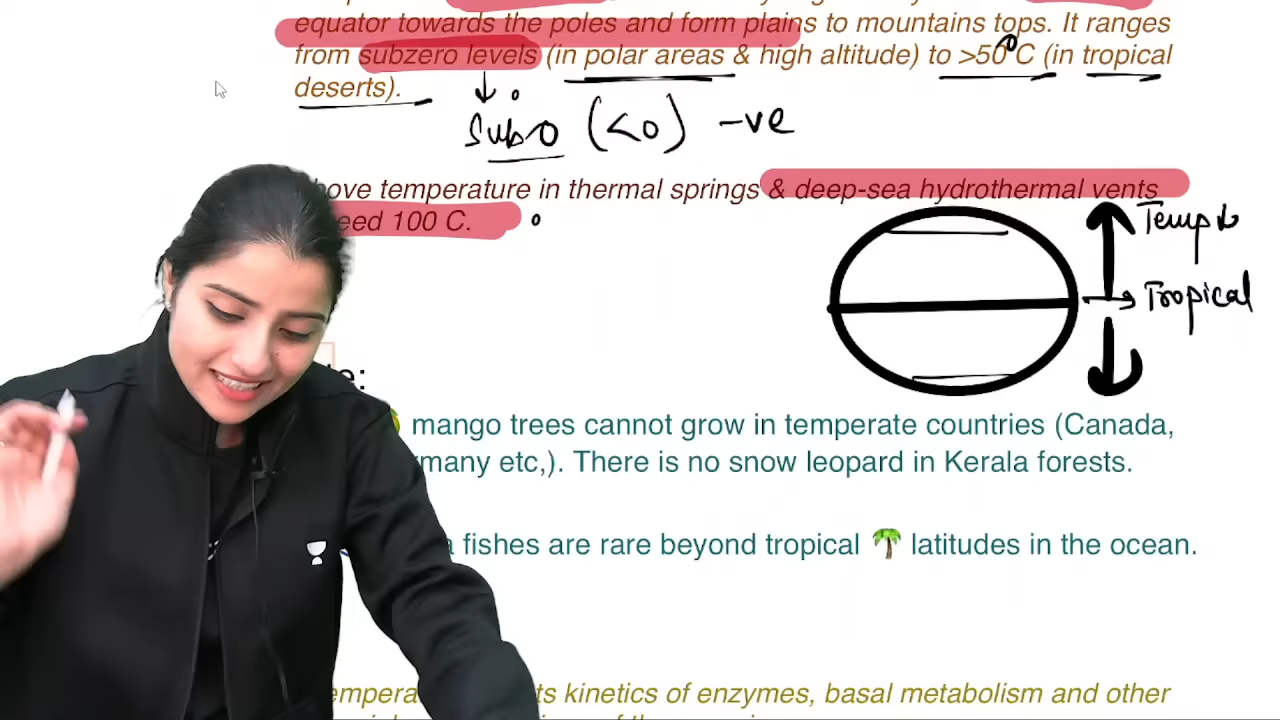 equator towards the poles and form plains to mountains tops. It ranges
from subzero levels (in polar areas & high altitude) to >50°C (in tropical
deserts).
Sub 0 (<0) -ve
bove temperature in thermal springs & deep-sea hydrothermal vents
eed 100 C.
Temp ↓
Tropical
e:
mango trees cannot grow in temperate countries (Canada,
many etc,). There is no snow leopard in Kerala forests.
a fishes are rare beyond tropical 🌴 latitudes in the ocean.
empera ts kinetics of enzymes, basal metabolism and other